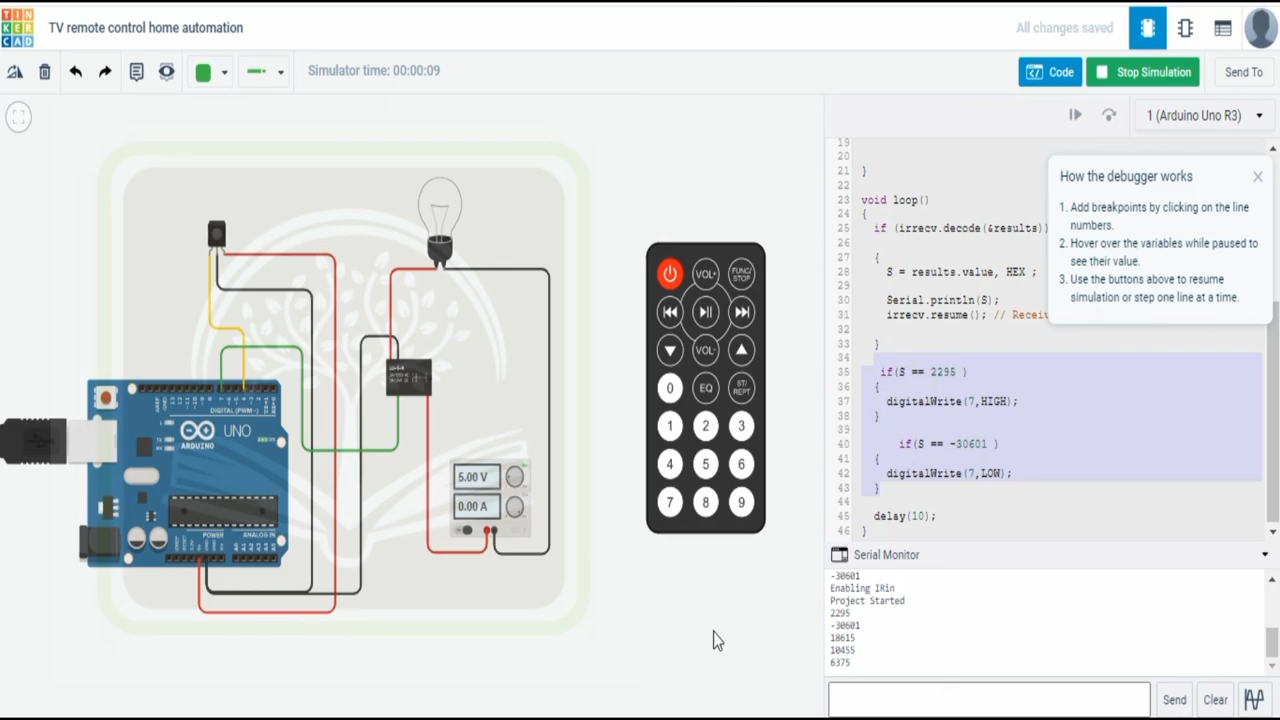 TIN
KER
CAD
TV remote control home automation
All changes saved
Simulator time: 00:00:09
Code
Stop Simulation
Send To
1 (Arduino Uno R3)
19
20
21 }
22
23 void loop()
24 {
25 if (irrecv.decode(&results))
26
27 {
28 S = results.value, HEX ;
29
30 Serial.println(S);
31 irrecv.resume(); // Receiv
32
33 }
34
35 if(S == 2295 )
36 {
37 digitalWrite(7,HIGH);
38 }
39
40 if(S == -30601 )
41 {
42 digitalWrite(7,LOW);
43 }
44
45 delay(10);
46 }
How the debugger works
1. Add breakpoints by clicking on the line
numbers.
2. Hover over the variables while paused to
see their value.
3. Use the buttons above to resume
simulation or step one line at a time.
VOL+
FUNC/
STOP
VOL-
0
EQ
ST/
REPT
1 2 3
4 5 6
7 8 9
DIGITAL (PWM~)
UNO
ARDUINO
POWER
ANALOG IN
5.00 V
0.00 A
Serial Monitor
-30601
Enabling IRin
Project Started
2295
-30601
18615
10455
6375
Send
Clear